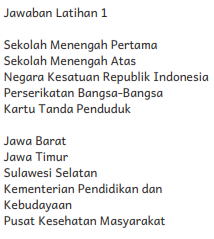 Jawaban Latihan 1
Sekolah Menengah Pertama
Sekolah Menengah Atas
Negara Kesatuan Republik Indonesia
Perserikatan Bangsa-Bangsa
Kartu Tanda Penduduk
Jawa Barat
Jawa Timur
Sulawesi Selatan
Kementerian Pendidikan dan
Kebudayaan
Pusat Kesehatan Masyarakat